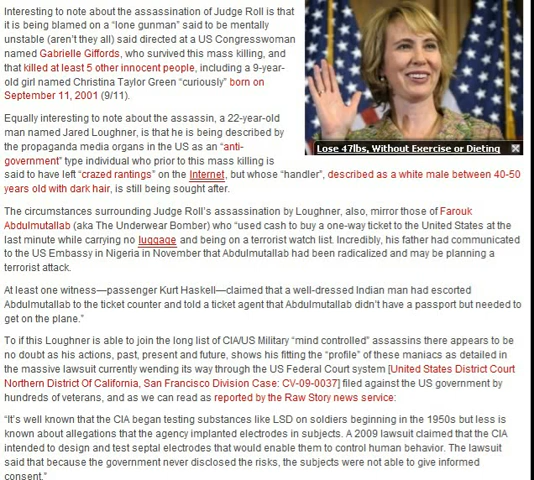 Interesting to note about the assassination of Judge Roll is that
it is being blamed on a “lone gunman” said to be mentally
unstable (aren't they all) said directed at a US Congresswoman
named Gabrielle Giffords, who survived this mass killing, and
that killed at least 5 other innocent people, including a 9-year-
old girl named Christina Taylor Green “curiously” born on
September 11, 2001 (9/11).
Lose 47lbs, Without Exercise or Dieting
Equally interesting to note about the assassin, a 22-year-old
man named Jared Loughner, is that he is being described by
the propaganda media organs in the US as an “anti-
government” type individual who prior to this mass killing is
said to have left “crazed rantings” on the Internet, but whose “handler”, described as a white male between 40-50
years old with dark hair, is still being sought after.
The circumstances surrounding Judge Roll's assassination by Loughner, also, mirror those of Farouk
Abdulmutallab (aka The Underwear Bomber) who “used cash to buy a one-way ticket to the United States at the
last minute while carrying no luggage and being on a terrorist watch list. Incredibly, his father had communicated
to the US Embassy in Nigeria in November that Abdulmutallab had been radicalized and may be planning a
terrorist attack.
At least one witness—passenger Kurt Haskell—claimed that a well-dressed Indian man had escorted
Abdulmutallab to the ticket counter and told a ticket agent that Abdulmutallab didn't have a passport but needed to
get on the plane.”
To if this Loughner is able to join the long list of CIA/US Military “mind controlled” assassins there appears to be
no doubt as his actions, past, present and future, shows his fitting the “profile” of these maniacs as detailed in
the massive lawsuit currently wending its way through the US Federal Court system [United States District Court
Northern District Of California, San Francisco Division Case: CV-09-0037] filed against the US government by
hundreds of veterans, and as we can read as reported by the Raw Story news service:
“It's well known that the CIA began testing substances like LSD on soldiers beginning in the 1950s but less is
known about allegations that the agency implanted electrodes in subjects. A 2009 lawsuit claimed that the CIA
intended to design and test septal electrodes that would enable them to control human behavior. The lawsuit
said that because the government never disclosed the risks, the subjects were not able to give informed
consent.”